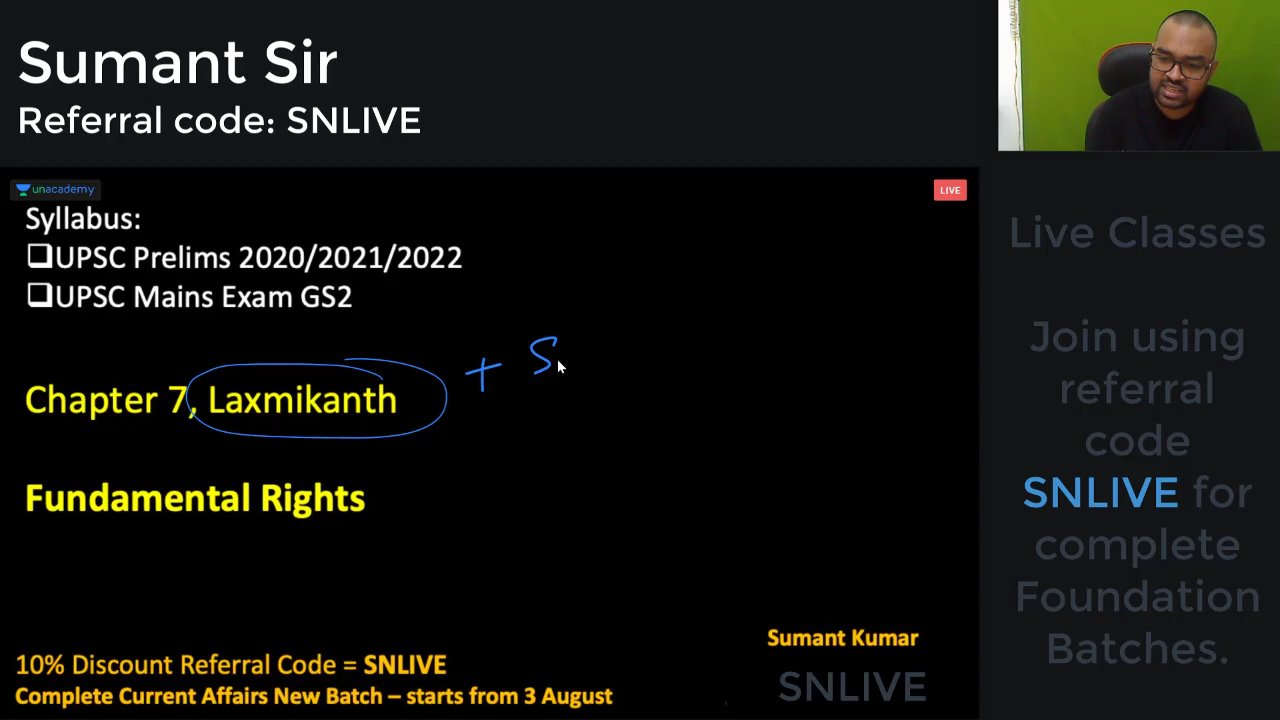 Sumant Sir
Referral code: SNLIVE
unacademy
LIVE
Syllabus:
❑UPSC Prelims 2020/2021/2022
❑UPSC Mains Exam GS2
+ S
Chapter 7, Laxmikanth
Fundamental Rights
Sumant Kumar
10% Discount Referral Code = SNLIVE
SNLIVE
Complete Current Affairs New Batch – starts from 3 August
Live Classes
Join using
referral
code
SNLIVE for
complete
Foundation
Batches.